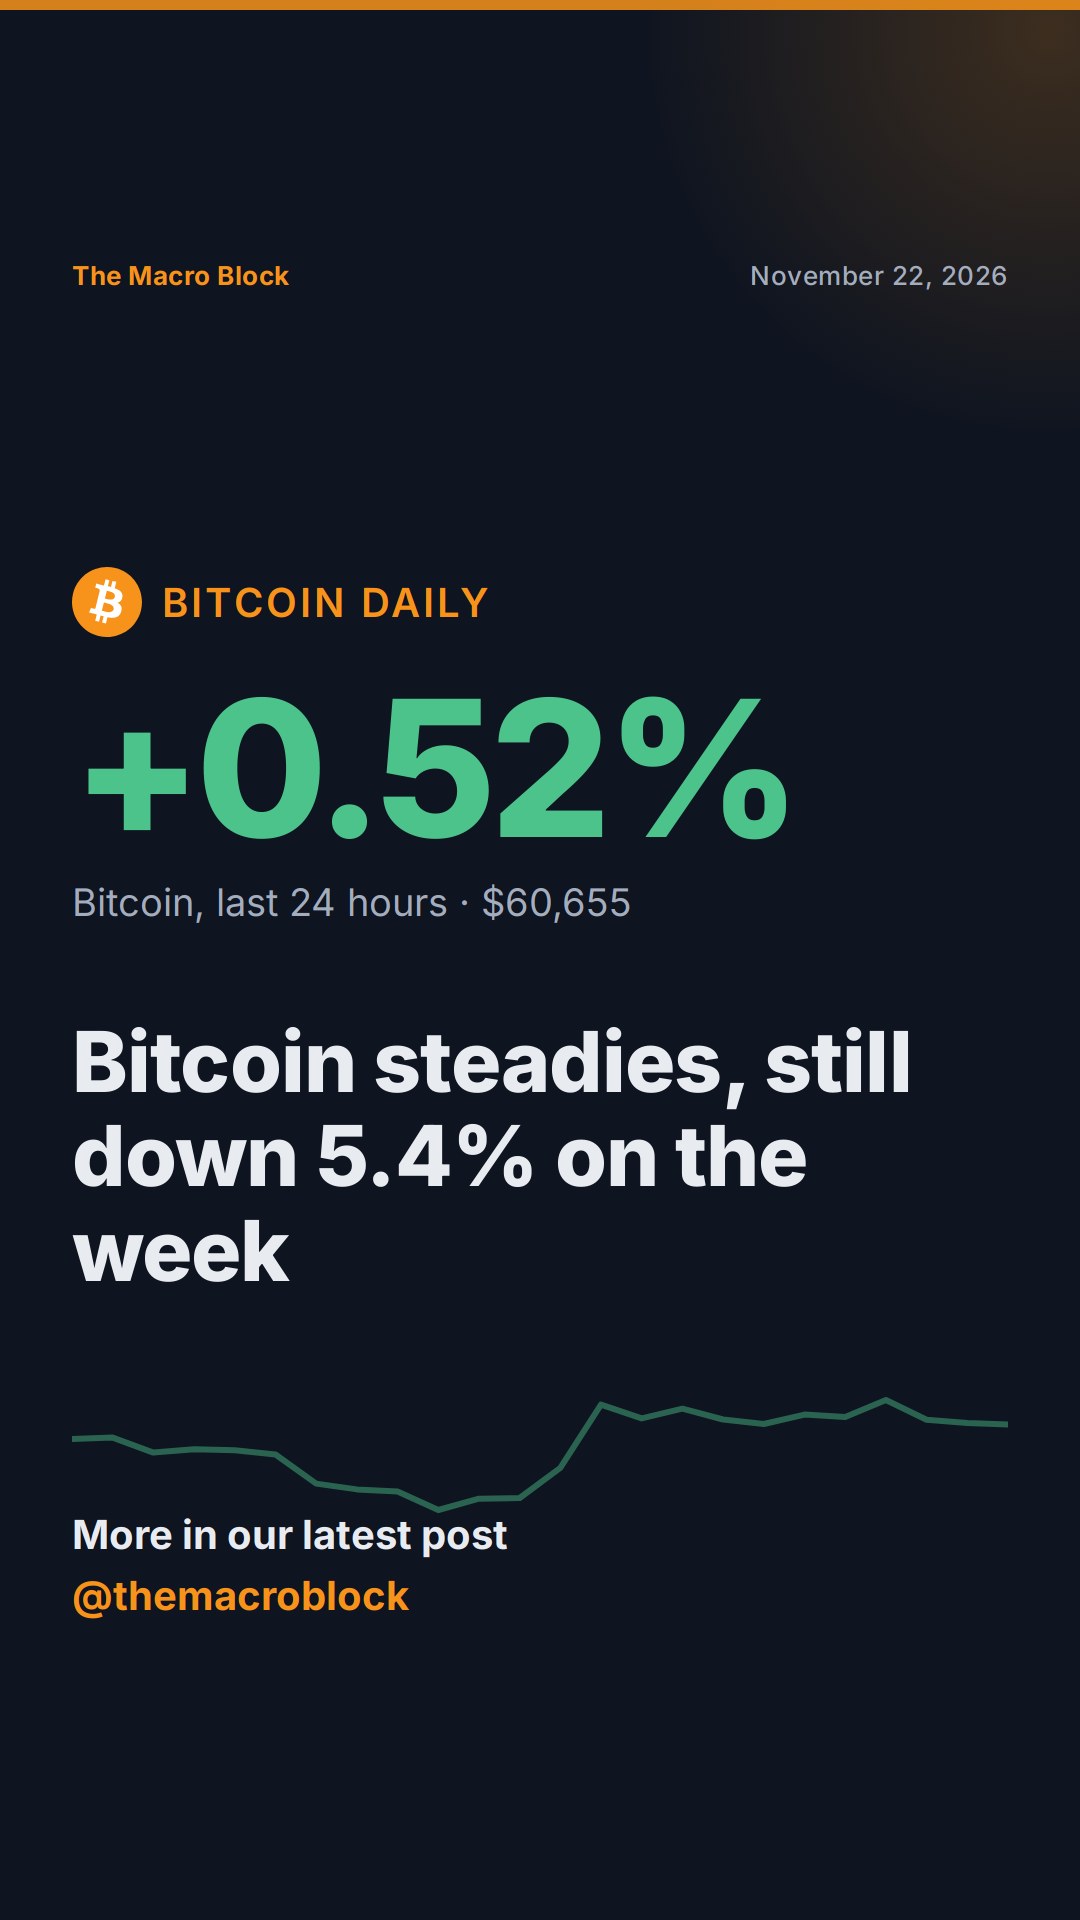 The Macro Block
November 22, 2026
BITCOIN DAILY
+0.52%
Bitcoin, last 24 hours · $60,655
Bitcoin steadies, still
down 5.4% on the
week
More in our latest post
@themacroblock